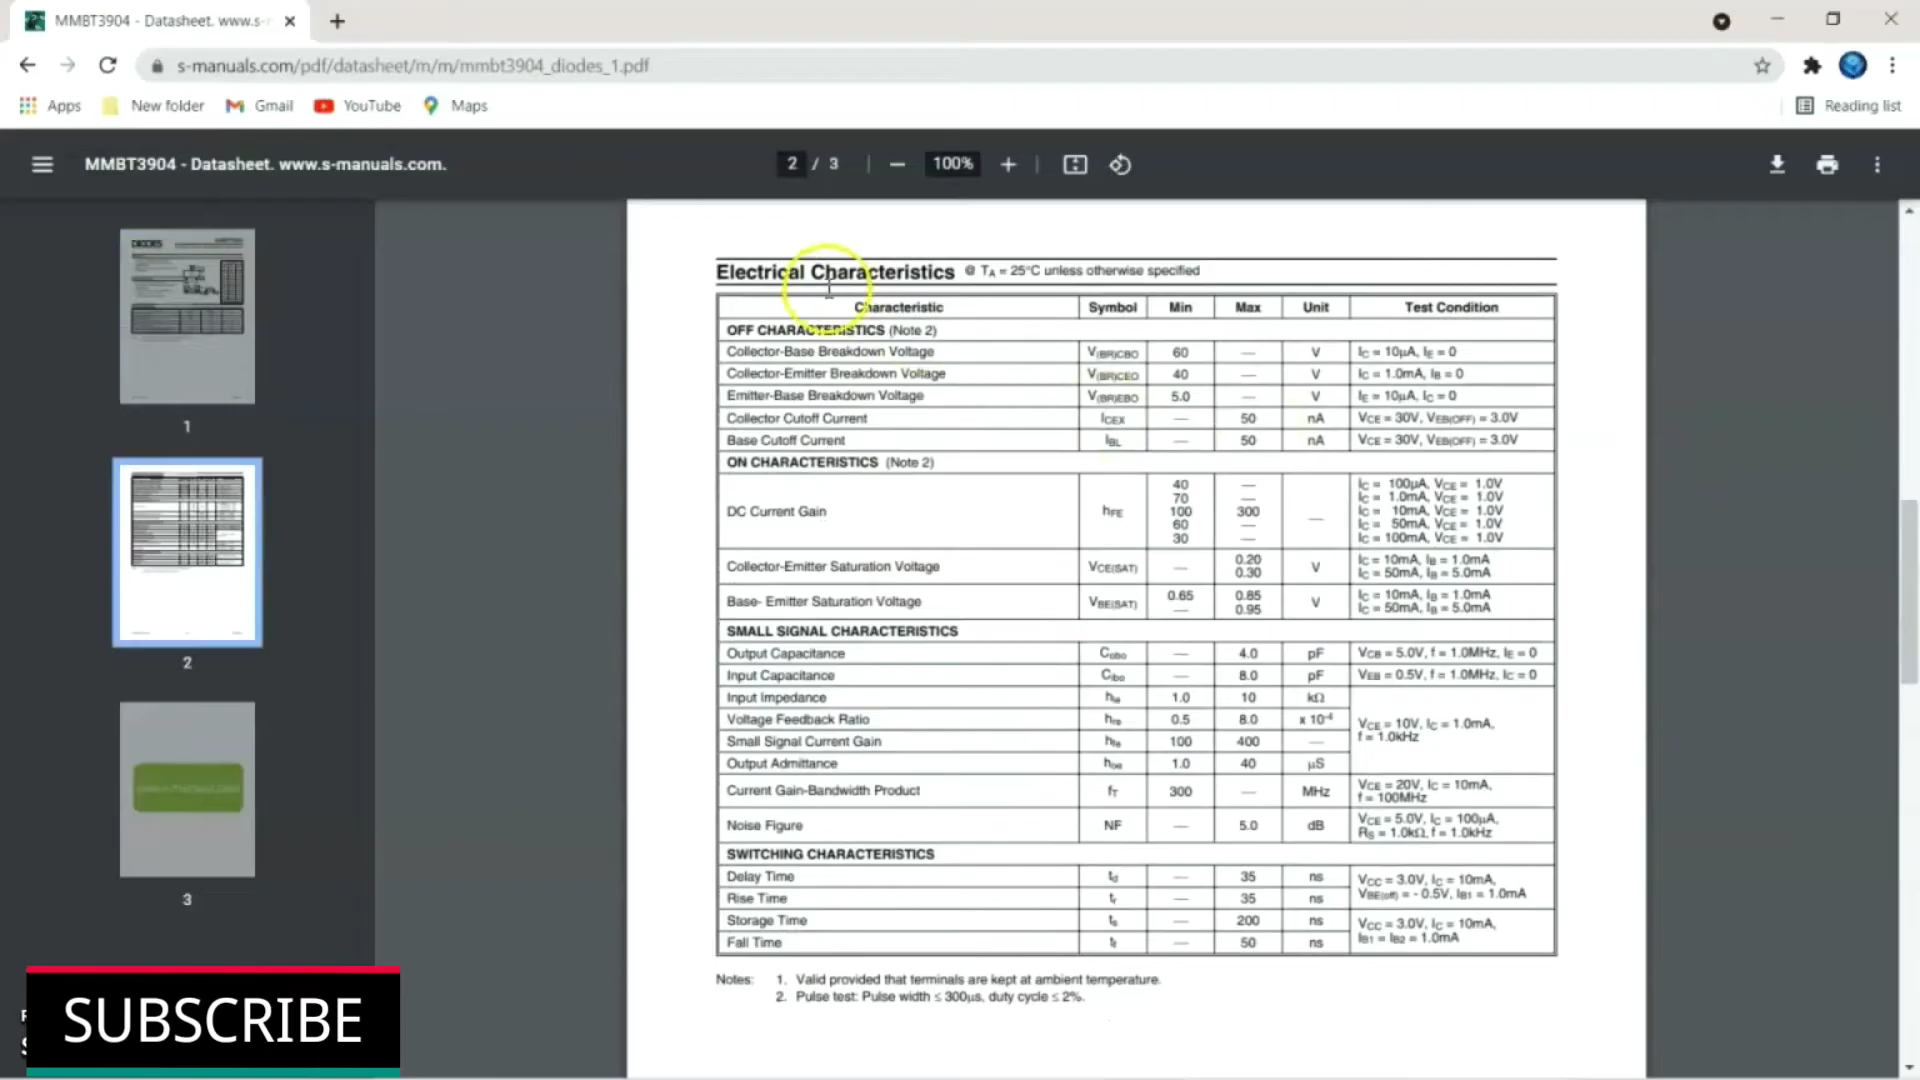 MMBT3904 - Datasheet. www.s-
s-manuals.com/pdf/datasheet/m/m/mmbt3904_diodes_1.pdf
Apps New folder Gmail YouTube Maps Reading list
MMBT3904 - Datasheet. www.s-manuals.com. 2 / 3 100%
1
2
3
Electrical Characteristics @ TA = 25°C unless otherwise specified
Characteristic Symbol Min Max Unit Test Condition
OFF CHARACTERISTICS (Note 2)
Collector-Base Breakdown Voltage V(BR)CBO 60 — V IC = 10μA, IE = 0
Collector-Emitter Breakdown Voltage V(BR)CEO 40 — V IC = 1.0mA, IB = 0
Emitter-Base Breakdown Voltage V(BR)EBO 5.0 — V IE = 10μA, IC = 0
Collector Cutoff Current ICEX — 50 nA VCE = 30V, VEB(OFF) = 3.0V
Base Cutoff Current IBL — 50 nA VCE = 30V, VEB(OFF) = 3.0V
ON CHARACTERISTICS (Note 2)
DC Current Gain hFE —
40 — IC = 100μA, VCE = 1.0V
70 — IC = 1.0mA, VCE = 1.0V
100 300 IC = 10mA, VCE = 1.0V
60 — IC = 50mA, VCE = 1.0V
30 — IC = 100mA, VCE = 1.0V
Collector-Emitter Saturation Voltage VCE(SAT) — 0.20 V IC = 10mA, IB = 1.0mA
0.30 IC = 50mA, IB = 5.0mA
Base- Emitter Saturation Voltage VBE(SAT) 0.65 0.85 V IC = 10mA, IB = 1.0mA
— 0.95 IC = 50mA, IB = 5.0mA
SMALL SIGNAL CHARACTERISTICS
Output Capacitance Cobo — 4.0 pF VCB = 5.0V, f = 1.0MHz, IE = 0
Input Capacitance Cibo — 8.0 pF VEB = 0.5V, f = 1.0MHz, IC = 0
Input Impedance hie 1.0 10 kΩ
Voltage Feedback Ratio hre 0.5 8.0 x 10-4 VCE = 10V, IC = 1.0mA,
f = 1.0kHz
Small Signal Current Gain hfe 100 400 —
Output Admittance hoe 1.0 40 μS
Current Gain-Bandwidth Product fT 300 — MHz VCE = 20V, IC = 10mA,
f = 100MHz
Noise Figure NF — 5.0 dB VCE = 5.0V, IC = 100μA,
RS = 1.0kΩ, f = 1.0kHz
SWITCHING CHARACTERISTICS
Delay Time td — 35 ns VCC = 3.0V, IC = 10mA,
Rise Time tr — 35 ns VBE(off) = - 0.5V, IB1 = 1.0mA
Storage Time ts — 200 ns VCC = 3.0V, IC = 10mA,
Fall Time tf — 50 ns IB1 = IB2 = 1.0mA
Notes: 1. Valid provided that terminals are kept at ambient temperature.
2. Pulse test: Pulse width ≤ 300μs, duty cycle ≤ 2%.
SUBSCRIBE